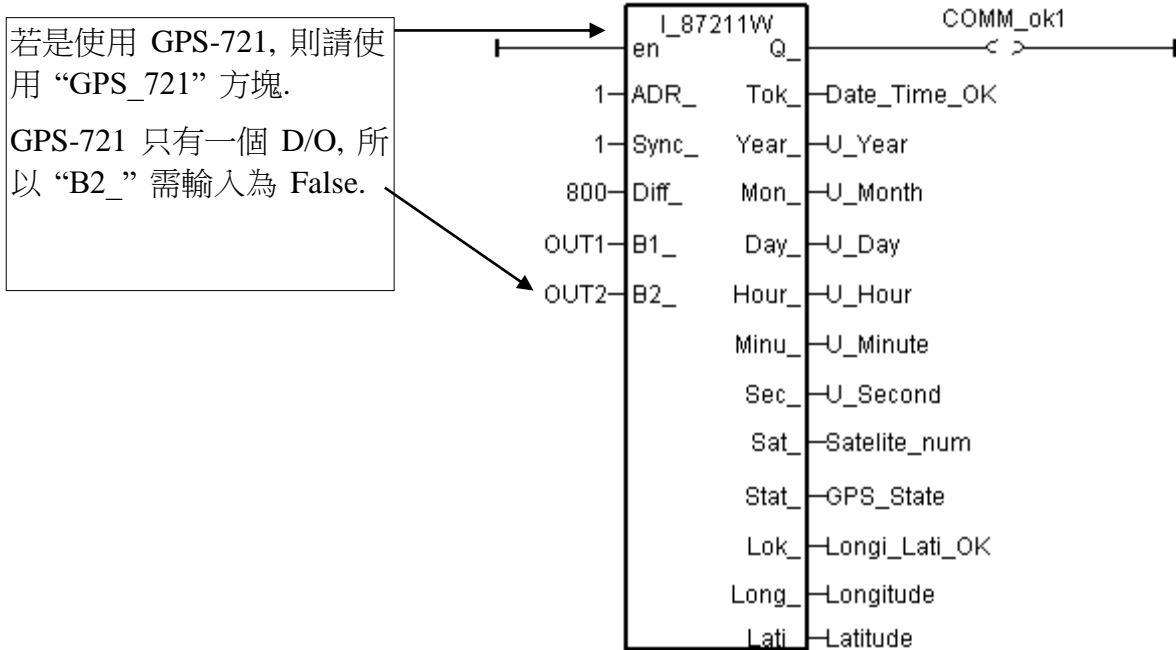 若是使用 GPS-721, 則請使
用 “GPS_721” 方塊.
GPS-721 只有一個 D/O, 所
以 “B2_” 需輸入為 False.
I_87211W
COMM_ok1
en Q_
1 ADR_ Tok_ Date_Time_OK
1 Sync_ Year_ U_Year
800 Diff_ Mon_ U_Month
OUT1 B1_ Day_ U_Day
OUT2 B2_ Hour_ U_Hour
Minu_ U_Minute
Sec_ U_Second
Sat_ Satelite_num
Stat_ GPS_State
Lok_ Longi_Lati_OK
Long_ Longitude
Lati_ Latitude